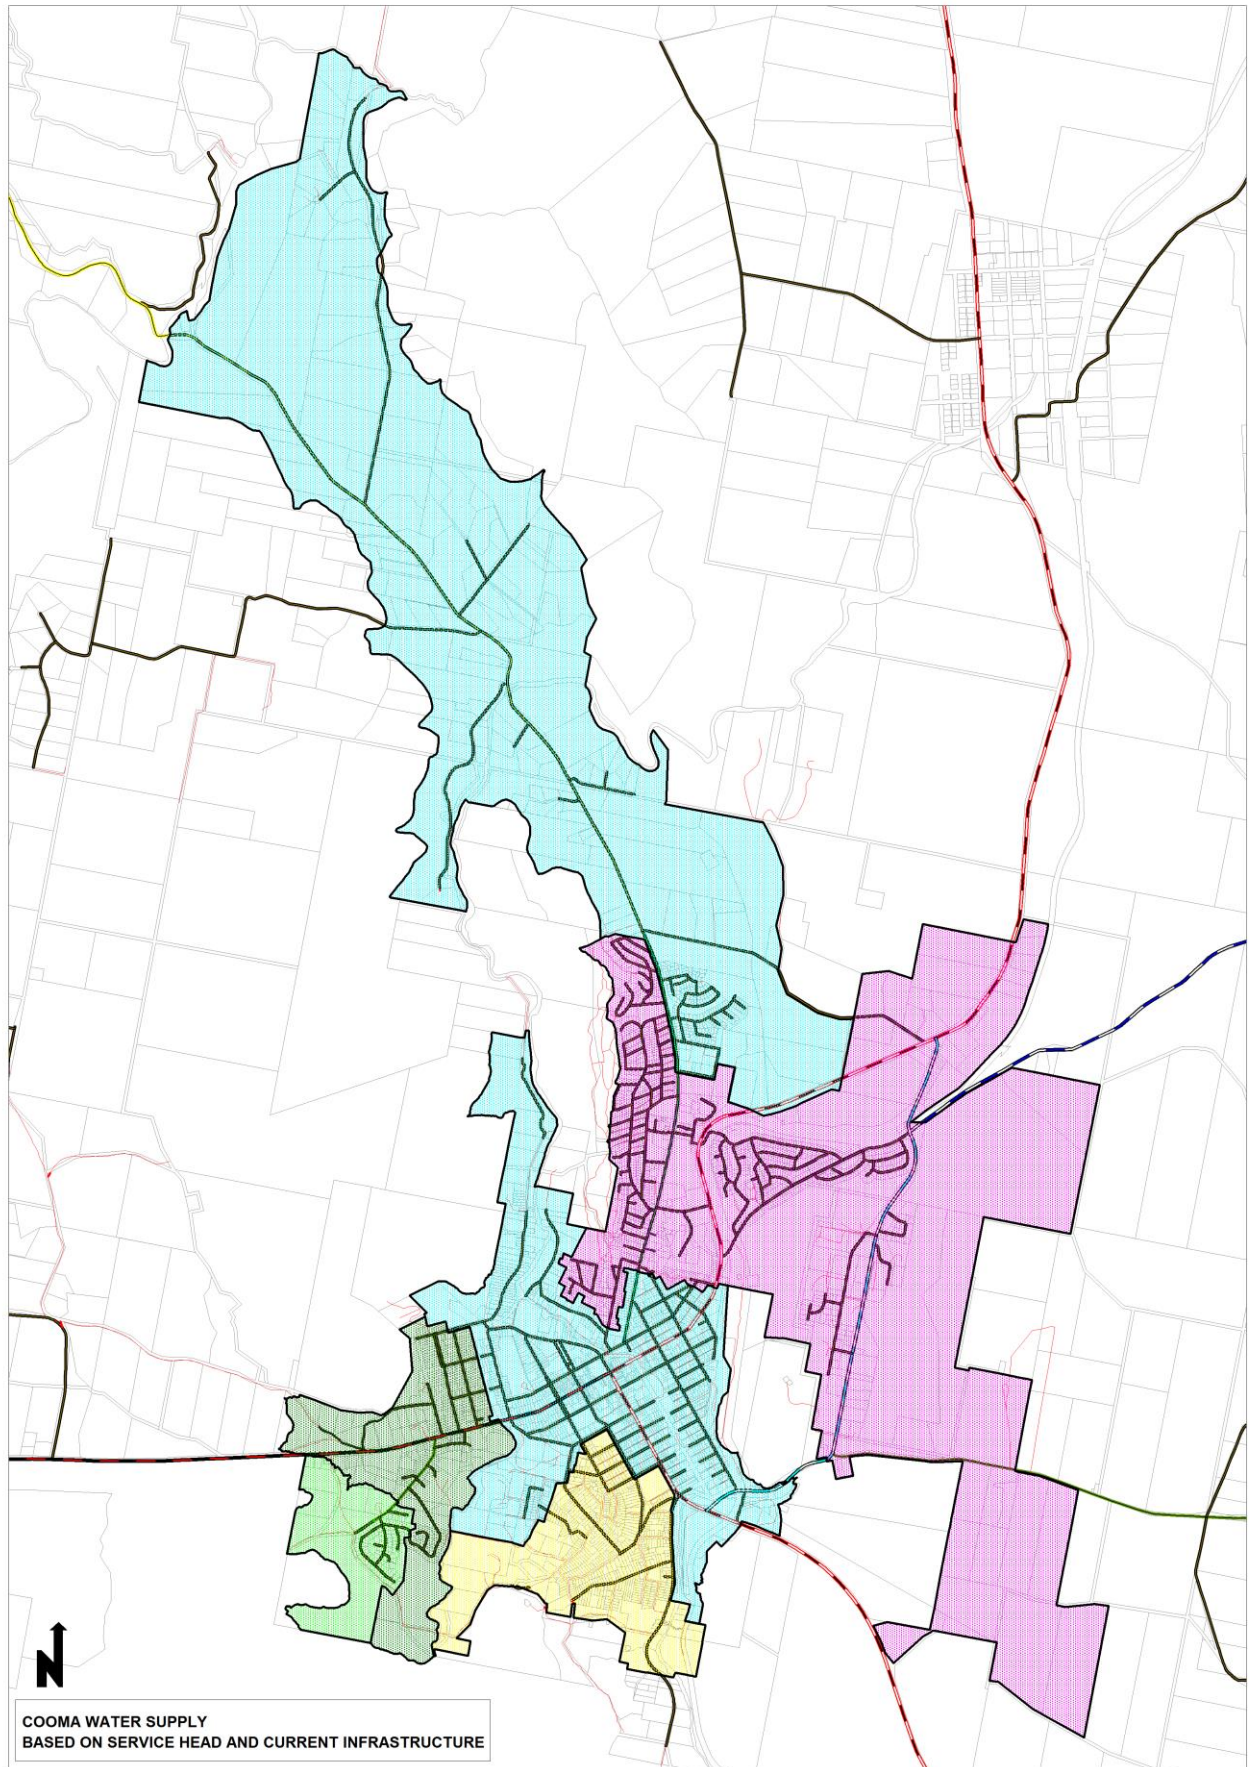 N
COOMA WATER SUPPLY
BASED ON SERVICE HEAD AND CURRENT INFRASTRUCTURE